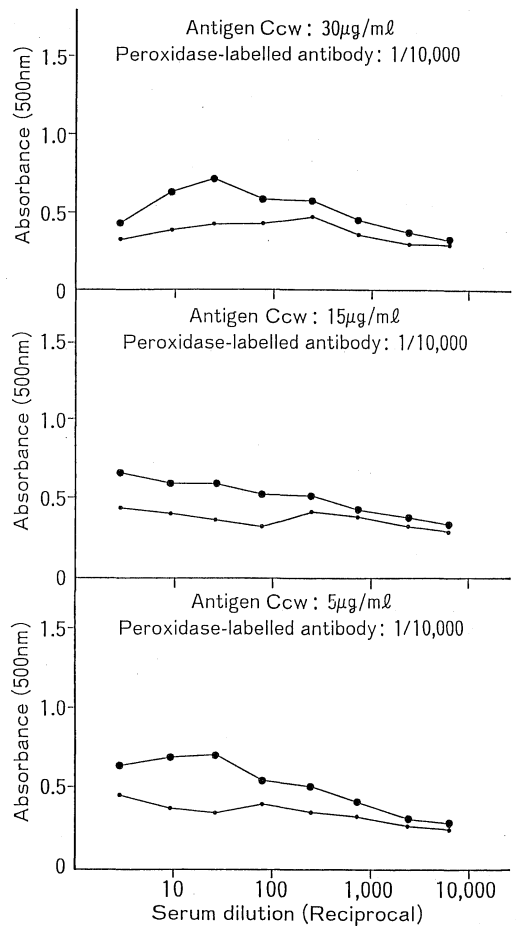 Antigen Ccw : 30μg/mℓ
Peroxidase-labelled antibody : 1/10,000
Absorbance (500nm)
1.5
1.0
0.5
0
Antigen Ccw : 15μg/mℓ
Peroxidase-labelled antibody : 1/10,000
Absorbance (500nm)
1.5
1.0
0.5
0
Antigen Ccw : 5μg/mℓ
Peroxidase-labelled antibody : 1/10,000
Absorbance (500nm)
1.5
1.0
0.5
0
10 100 1,000 10,000
Serum dilution (Reciprocal)